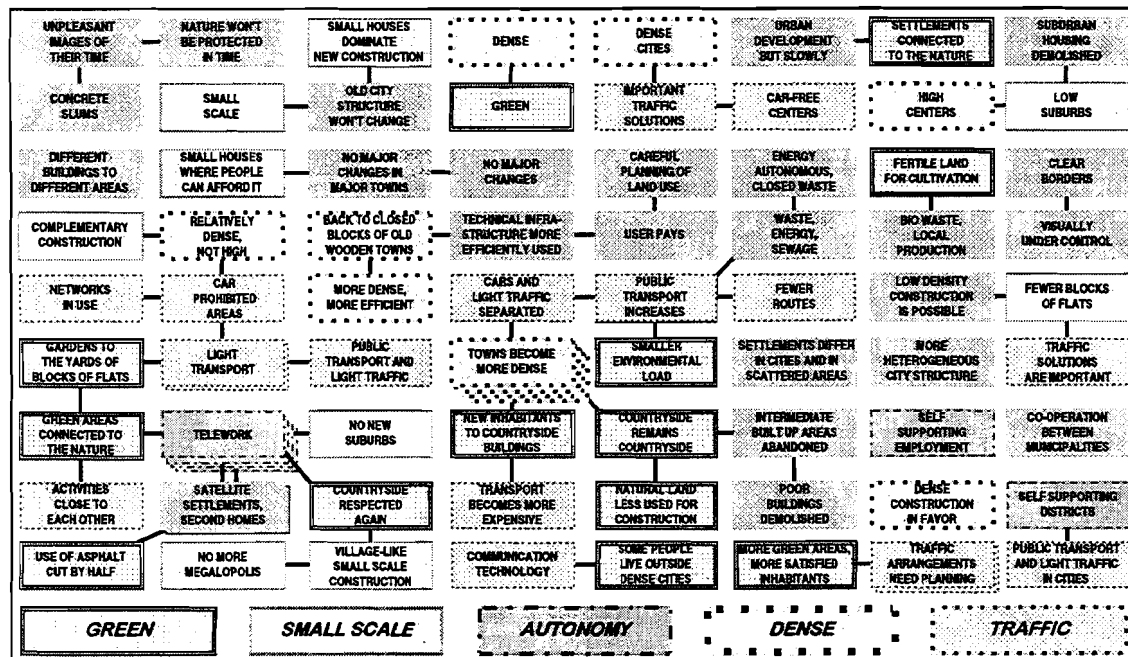 UNPLEASANT
IMAGES OF
THEIR TIME
NATURE WON'T
BE PROTECTED
IN TIME
SMALL HOUSES
DOMINATE
NEW CONSTRUCTION
DENSE
DENSE
CITIES
URBAN
DEVELOPMENT
BUT SLOWLY
SETTLEMENTS
CONNECTED
TO THE NATURE
SUBURBAN
HOUSING
DEMOLISHED
CONCRETE
SLUMS
SMALL
SCALE
OLD CITY
STRUCTURE
WON'T CHANGE
GREEN
IMPORTANT
TRAFFIC
SOLUTIONS
CAR-FREE
CENTERS
HIGH
CENTERS
LOW
SUBURBS
DIFFERENT
BUILDINGS TO
DIFFERENT AREAS
SMALL HOUSES
WHERE PEOPLE
CAN AFFORD IT
NO MAJOR
CHANGES IN
MAJOR TOWNS
NO MAJOR
CHANGES
CAREFUL
PLANNING OF
LAND USE
ENERGY
AUTONOMOUS,
CLOSED WASTE
FERTILE LAND
FOR CULTIVATION
CLEAR
BORDERS
COMPLEMENTARY
CONSTRUCTION
RELATIVELY
DENSE,
NOT HIGH
BACK TO CLOSED
BLOCKS OF OLD
WOODEN TOWNS
TECHNICAL INFRA-
STRUCTURE MORE
EFFICIENTLY USED
USER PAYS
WASTE,
ENERGY,
SEWAGE
BIO WASTE,
LOCAL
PRODUCTION
VISUALLY
UNDER CONTROL
NETWORKS
IN USE
CAR
PROHIBITED
AREAS
MORE DENSE,
MORE EFFICIENT
CARS AND
LIGHT TRAFFIC
SEPARATED
PUBLIC
TRANSPORT
INCREASES
FEWER
ROUTES
LOW DENSITY
CONSTRUCTION
IS POSSIBLE
FEWER BLOCKS
OF FLATS
GARDENS TO
THE YARDS OF
BLOCKS OF FLATS
LIGHT
TRANSPORT
PUBLIC
TRANSPORT AND
LIGHT TRAFFIC
TOWNS BECOME
MORE DENSE
SMALLER
ENVIRONMENTAL
LOAD
SETTLEMENTS DIFFER
IN CITIES AND IN
SCATTERED AREAS
MORE
HETEROGENEOUS
CITY STRUCTURE
TRAFFIC
SOLUTIONS
ARE IMPORTANT
GREEN AREAS
CONNECTED TO
THE NATURE
TELEWORK
NO NEW
SUBURBS
NEW INHABITANTS
TO COUNTRYSIDE
BUILDINGS
COUNTRYSIDE
REMAINS
COUNTRYSIDE
INTERMEDIATE
BUILT UP AREAS
ABANDONED
SELF
SUPPORTING
EMPLOYMENT
CO-OPERATION
BETWEEN
MUNICIPALITIES
ACTIVITIES
CLOSE TO
EACH OTHER
SATELLITE
SETTLEMENTS,
SECOND HOMES
COUNTRYSIDE
RESPECTED
AGAIN
TRANSPORT
BECOMES MORE
EXPENSIVE
NATURAL LAND
LESS USED FOR
CONSTRUCTION
POOR
BUILDINGS
DEMOLISHED
DENSE
CONSTRUCTION
IN FAVOR
SELF SUPPORTING
DISTRICTS
USE OF ASPHALT
CUT BY HALF
NO MORE
MEGALOPOLIS
VILLAGE-LIKE
SMALL SCALE
CONSTRUCTION
COMMUNICATION
TECHNOLOGY
SOME PEOPLE
LIVE OUTSIDE
DENSE CITIES
MORE GREEN AREAS,
MORE SATISFIED
INHABITANTS
TRAFFIC
ARRANGEMENTS
NEED PLANNING
PUBLIC TRANSPORT
AND LIGHT TRAFFIC
IN CITIES
GREEN
SMALL SCALE
AUTONOMY
DENSE
TRAFFIC